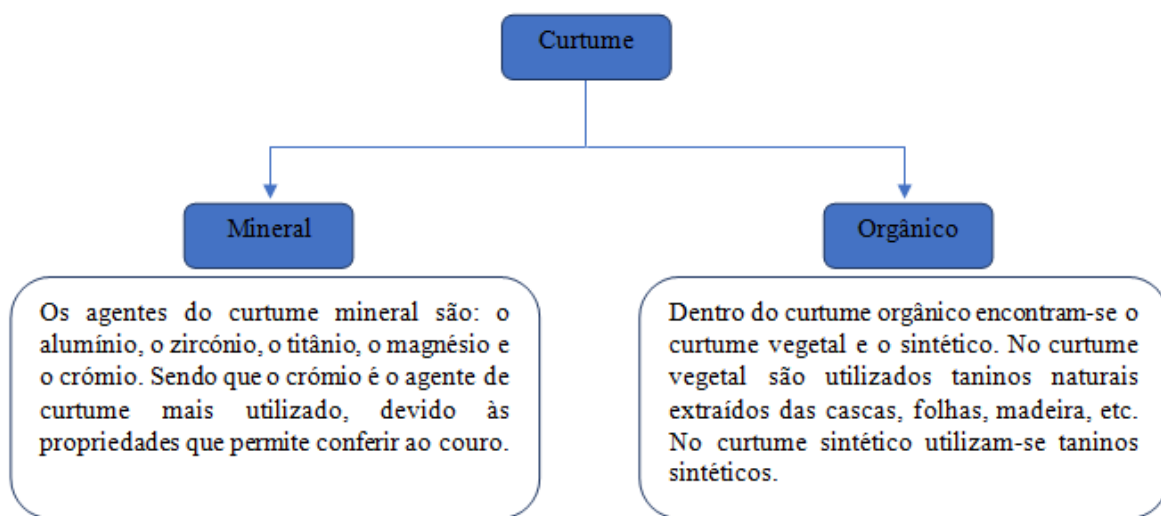 Curtume
Mineral
Orgânico
Os agentes do curtume mineral são: o
alumínio, o zircónio, o titânio, o magnésio e
o crómio. Sendo que o crómio é o agente de
curtume mais utilizado, devido às
propriedades que permite conferir ao couro.
Dentro do curtume orgânico encontram-se o
curtume vegetal e o sintético. No curtume
vegetal são utilizados taninos naturais
extraídos das cascas, folhas, madeira, etc.
No curtume sintético utilizam-se taninos
sintéticos.